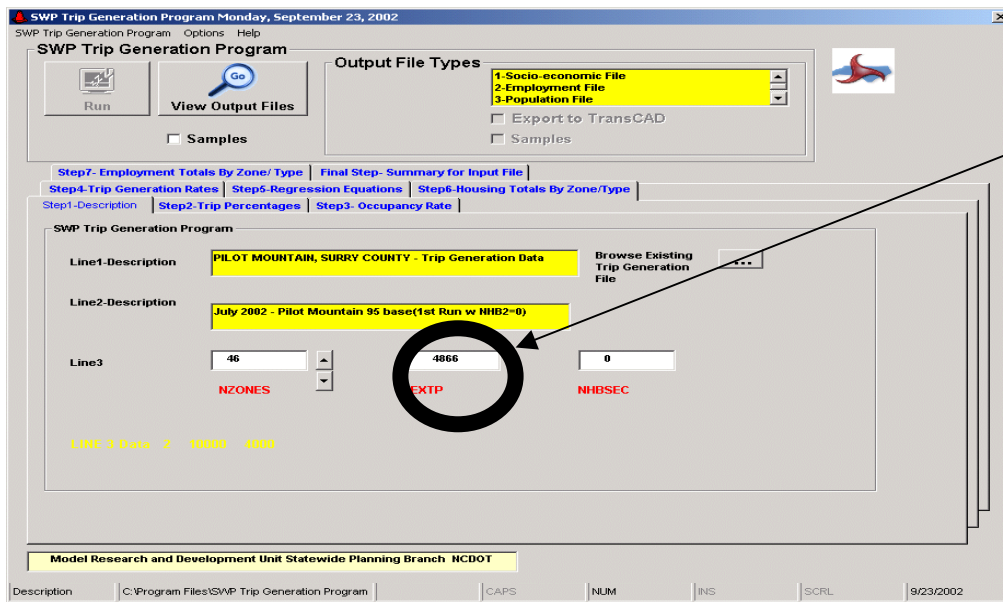 SWP Trip Generation Program Monday, September 23, 2002
SWP Trip Generation Program Options Help
SWP Trip Generation Program
Run
View Output Files
Samples
Output File Types
1-Socio-economic File
2-Employment File
3-Population File
Export to TransCAD
Samples
Step7- Employment Totals By Zone/ Type
Final Step- Summary for Input File
Step4-Trip Generation Rates
Step5-Regression Equations
Step6-Housing Totals By Zone/Type
Step1-Description
Step2-Trip Percentages
Step3- Occupancy Rate
SWP Trip Generation Program
Line1-Description
PILOT MOUNTAIN, SURRY COUNTY - Trip Generation Data
Browse Existing
Trip Generation
File
...
Line2-Description
July 2002 - Pilot Mountain 95 base(1st Run w NHB2=0)
Line3
46
4866
0
NZONES
EXTP
NHBSEC
LINE 3 Data 2 10000 4000
Model Research and Development Unit Statewide Planning Branch NCDOT
Description
C:\Program Files\SWP Trip Generation Program
CAPS
NUM
INS
SCRL
9/23/2002